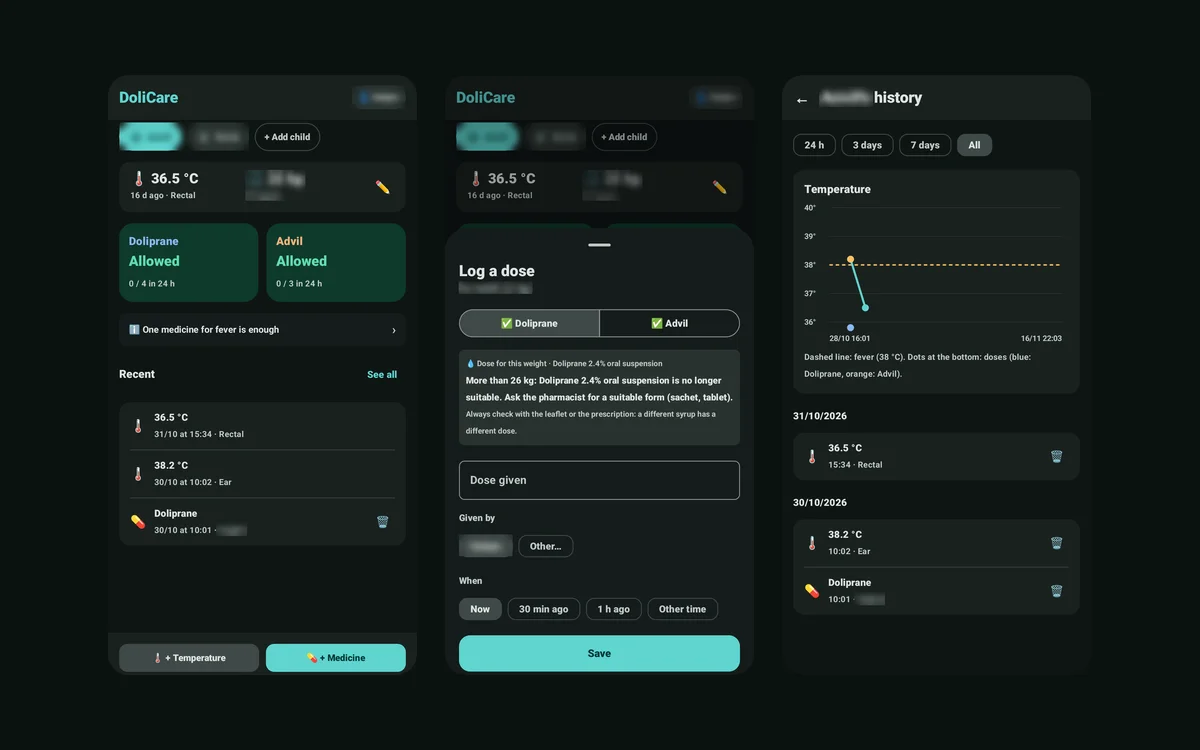 DoliCare
+ Add child
36.5 °C
16 d ago · Rectal
kg
Doliprane
Allowed
0 / 4 in 24 h
Advil
Allowed
0 / 3 in 24 h
One medicine for fever is enough
Recent
See all
36.5 °C
31/10 at 15:34 · Rectal
38.2 °C
30/10 at 10:02 · Ear
Doliprane
30/10 at 10:01 ·
+ Temperature
+ Medicine
DoliCare
+ Add child
36.5 °C
16 d ago · Rectal
kg
Log a dose
Doliprane
Advil
Dose for this weight · Doliprane 2.4% oral suspension
More than 26 kg: Doliprane 2.4% oral suspension is no longer
suitable. Ask the pharmacist for a suitable form (sachet, tablet).
Always check with the leaflet or the prescription: a different syrup has a
different dose.
Dose given
Given by
Other...
When
Now
30 min ago
1 h ago
Other time
Save
← history
24 h
3 days
7 days
All
Temperature
40°
39°
38°
37°
36°
28/10 16:01
16/11 22:03
Dashed line: fever (38 °C). Dots at the bottom: doses (blue:
Doliprane, orange: Advil).
31/10/2026
36.5 °C
15:34 · Rectal
30/10/2026
38.2 °C
10:02 · Ear
Doliprane
10:01 ·